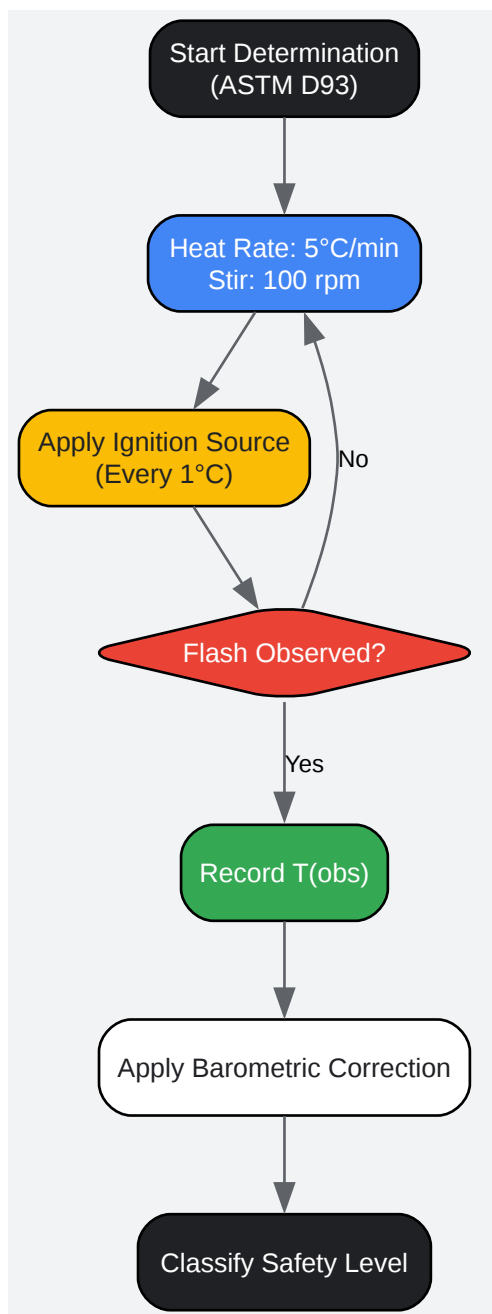 Start Determination
(ASTM D93)
Heat Rate: 5°C/min
Stir: 100 rpm
Apply Ignition Source
(Every 1°C)
No
Flash Observed?
Yes
Record T(obs)
Apply Barometric Correction
Classify Safety Level